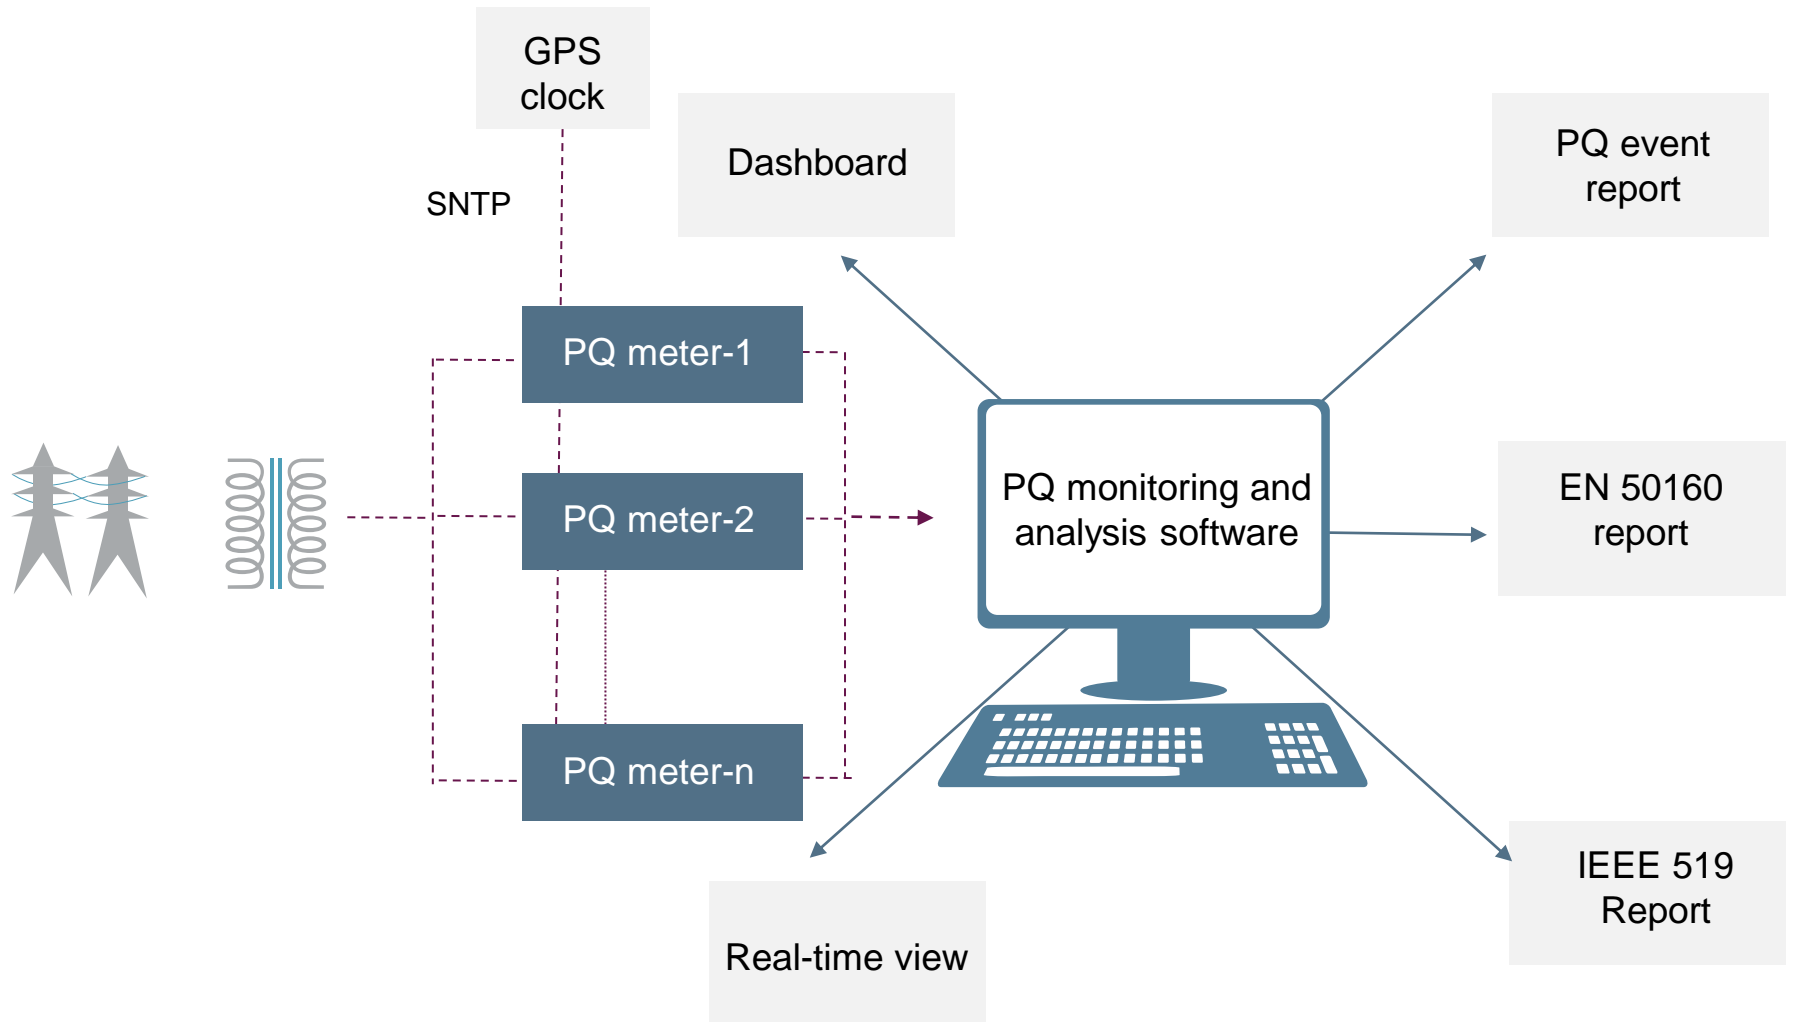 GPS
clock
Dashboard
PQ event
report
SNTP
PQ meter-1
PQ meter-2
PQ monitoring and
analysis software
EN 50160
report
PQ meter-n
IEEE 519
Report
Real-time view